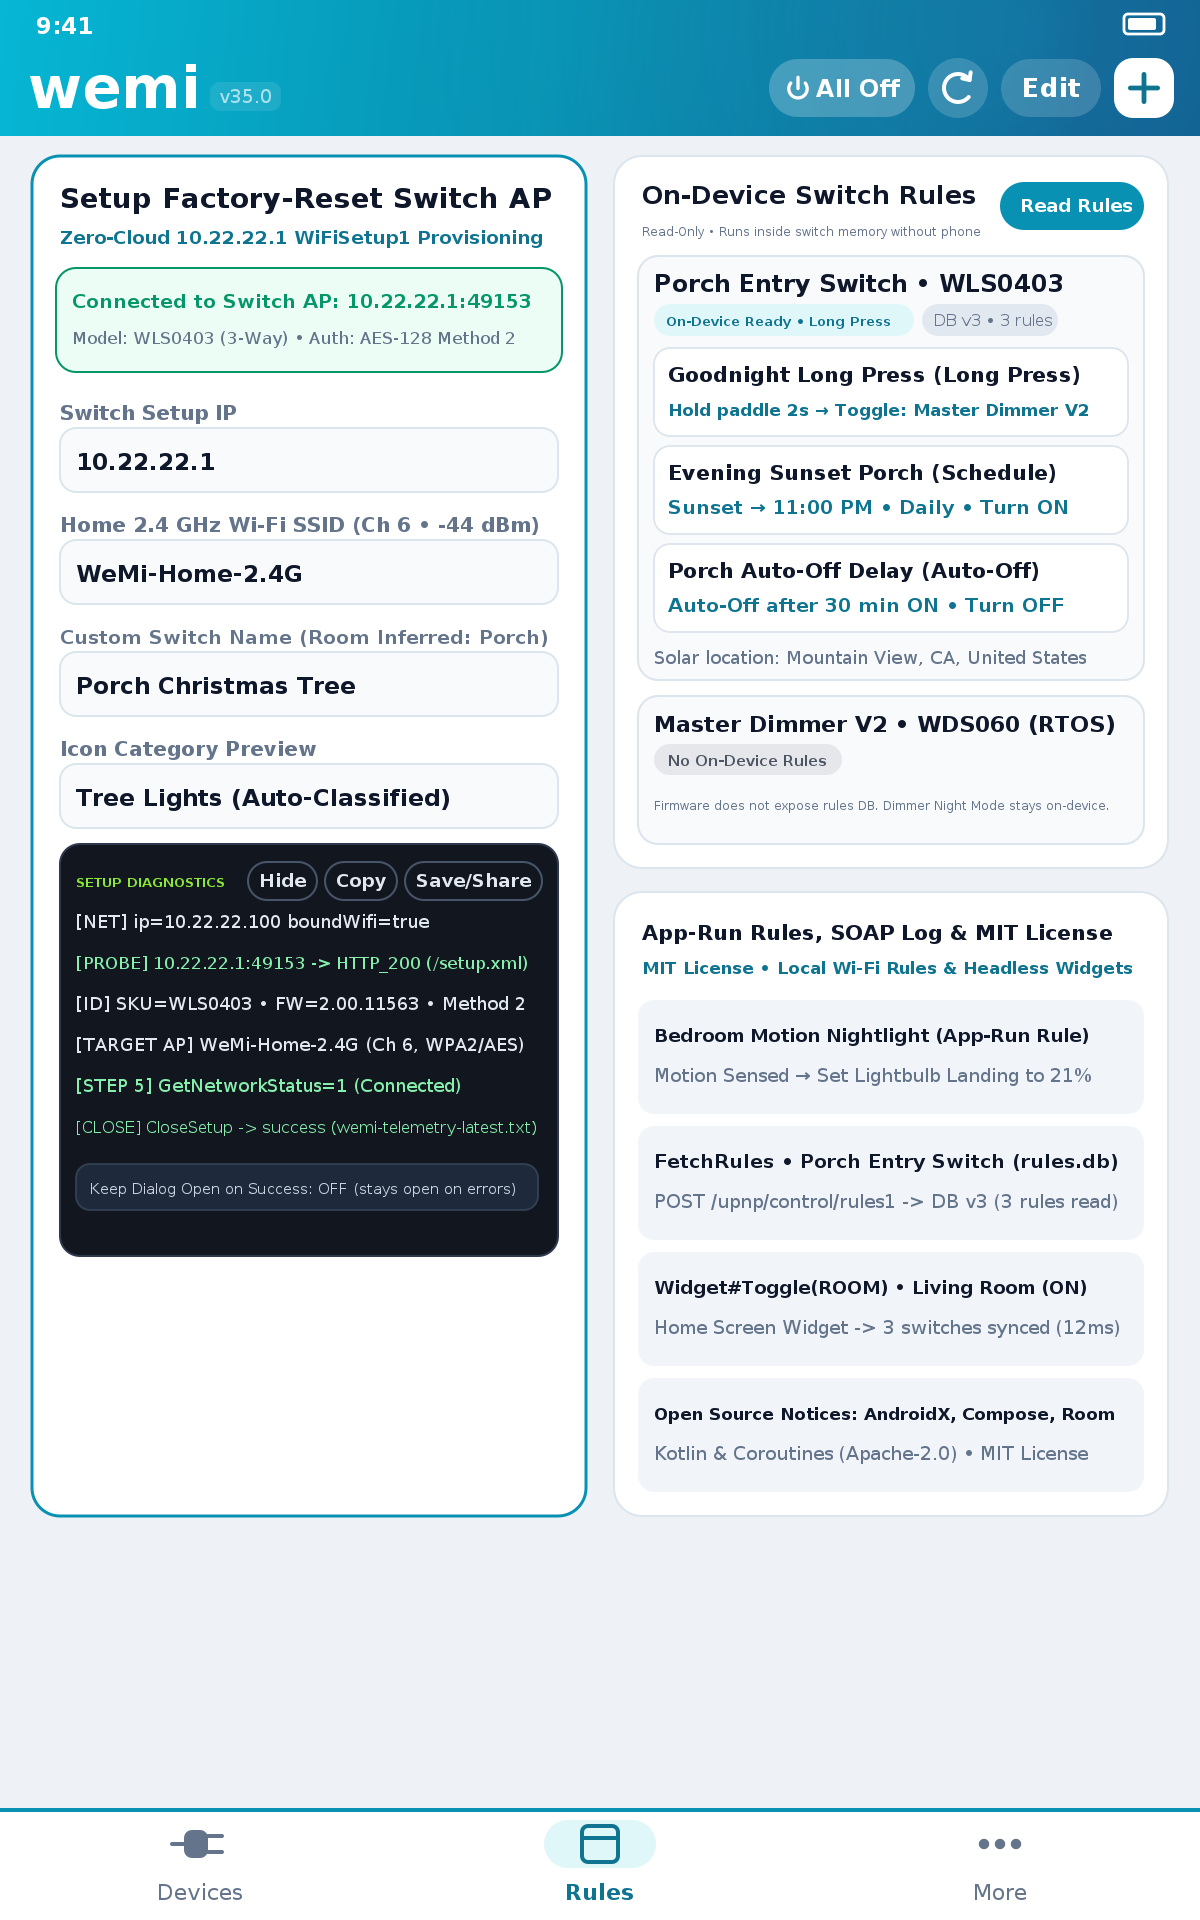 9:41
wemi v35.0
All Off
Edit
Setup Factory-Reset Switch AP
Zero-Cloud 10.22.22.1 WiFiSetup1 Provisioning
Connected to Switch AP: 10.22.22.1:49153
Model: WLS0403 (3-Way) • Auth: AES-128 Method 2
Switch Setup IP
10.22.22.1
Home 2.4 GHz Wi-Fi SSID (Ch 6 • -44 dBm)
WeMi-Home-2.4G
Custom Switch Name (Room Inferred: Porch)
Porch Christmas Tree
Icon Category Preview
Tree Lights (Auto-Classified)
SETUP DIAGNOSTICS
Hide
Copy
Save/Share
[NET] ip=10.22.22.100 boundWifi=true
[PROBE] 10.22.22.1:49153 -> HTTP_200 (/setup.xml)
[ID] SKU=WLS0403 • FW=2.00.11563 • Method 2
[TARGET AP] WeMi-Home-2.4G (Ch 6, WPA2/AES)
[STEP 5] GetNetworkStatus=1 (Connected)
[CLOSE] CloseSetup -> success (wemi-telemetry-latest.txt)
Keep Dialog Open on Success: OFF (stays open on errors)
On-Device Switch Rules
Read-Only • Runs inside switch memory without phone
Read Rules
Porch Entry Switch • WLS0403
On-Device Ready • Long Press
DB v3 • 3 rules
Goodnight Long Press (Long Press)
Hold paddle 2s → Toggle: Master Dimmer V2
Evening Sunset Porch (Schedule)
Sunset → 11:00 PM • Daily • Turn ON
Porch Auto-Off Delay (Auto-Off)
Auto-Off after 30 min ON • Turn OFF
Solar location: Mountain View, CA, United States
Master Dimmer V2 • WDS060 (RTOS)
No On-Device Rules
Firmware does not expose rules DB. Dimmer Night Mode stays on-device.
App-Run Rules, SOAP Log & MIT License
MIT License • Local Wi-Fi Rules & Headless Widgets
Bedroom Motion Nightlight (App-Run Rule)
Motion Sensed → Set Lightbulb Landing to 21%
FetchRules • Porch Entry Switch (rules.db)
POST /upnp/control/rules1 -> DB v3 (3 rules read)
Widget#Toggle(ROOM) • Living Room (ON)
Home Screen Widget -> 3 switches synced (12ms)
Open Source Notices: AndroidX, Compose, Room
Kotlin & Coroutines (Apache-2.0) • MIT License
Devices
Rules
More